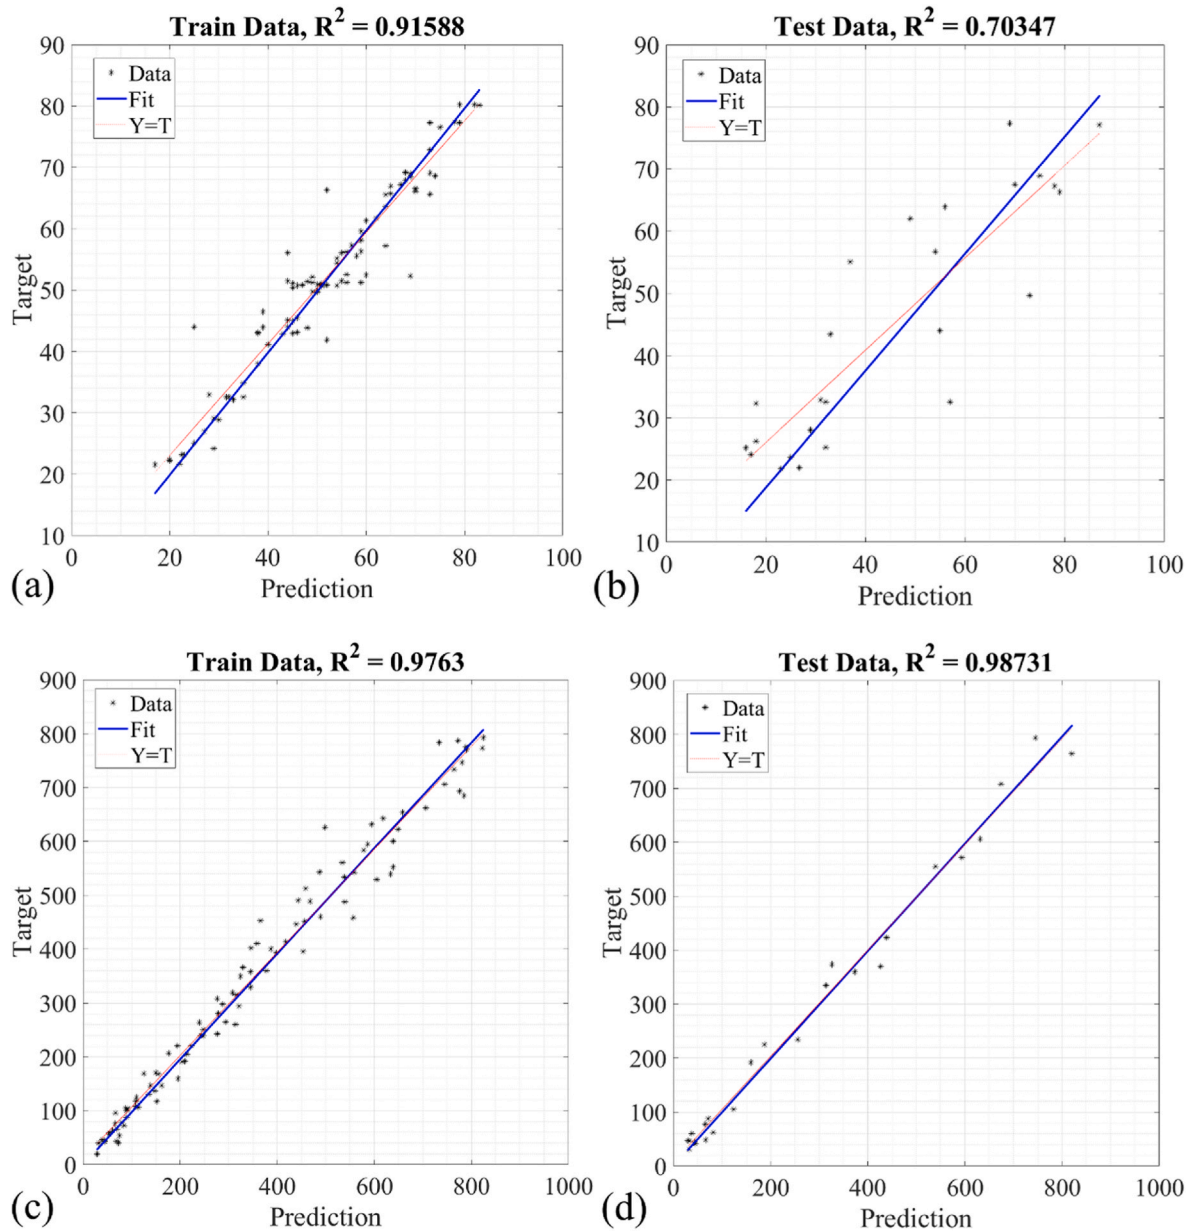 Train Data, R² = 0.91588
90
80
70
60
50
40
30
20
10
Target
Data
Fit
Y=T
0
20
40
60
80
100
Prediction
(a)
Test Data, R² = 0.70347
90
80
70
60
50
40
30
20
10
Target
Data
Fit
Y=T
0
20
40
60
80
100
Prediction
(b)
Train Data, R² = 0.9763
900
800
700
600
500
400
300
200
100
0
Target
Data
Fit
Y=T
0
200
400
600
800
1000
Prediction
(c)
Test Data, R² = 0.98731
900
800
700
600
500
400
300
200
100
0
Target
Data
Fit
Y=T
0
200
400
600
800
1000
Prediction
(d)